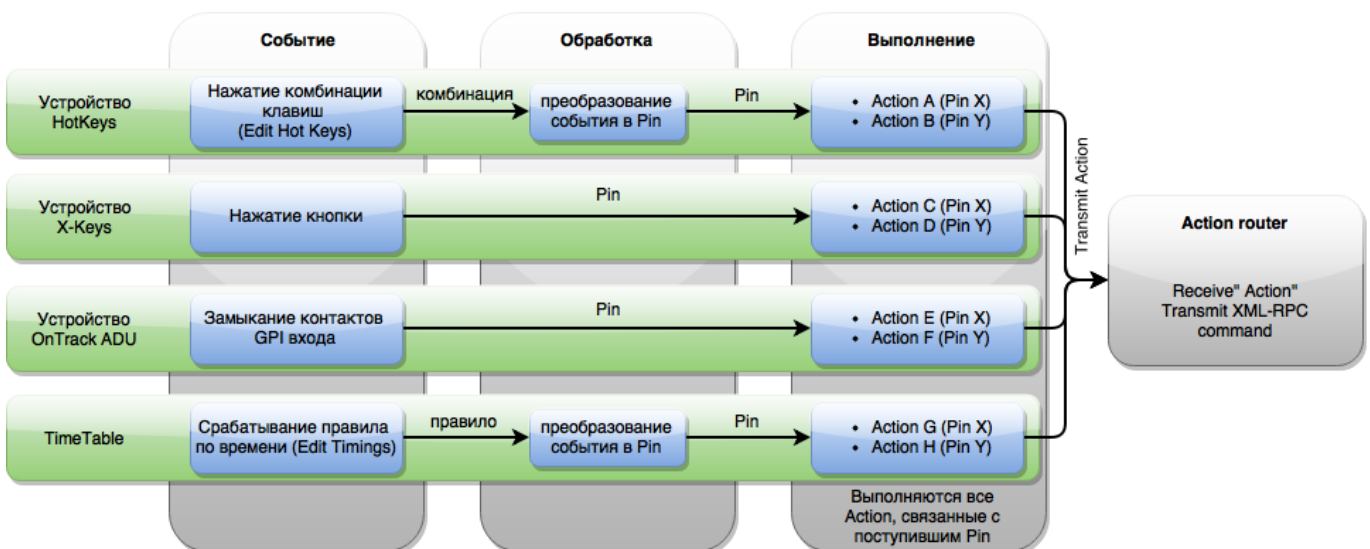 Событие
Обработка
Выполнение
Устройство
HotKeys
Нажатие комбинации
клавиш
(Edit Hot Keys)
комбинация
преобразование
события в Pin
Pin
• Action A (Pin X)
• Action B (Pin Y)
Transmit Action
Устройство
X-Keys
Нажатие кнопки
Pin
• Action C (Pin X)
• Action D (Pin Y)
Action router
Receive" Action"
Transmit XML-RPC
command
Устройство
OnTrack ADU
Замыкание контактов
GPI входа
Pin
• Action E (Pin X)
• Action F (Pin Y)
TimeTable
Срабатывание правила
по времени (Edit Timings)
правило
преобразование
события в Pin
Pin
• Action G (Pin X)
• Action H (Pin Y)
Выполняются все
Action, связанные с
поступившим Pin